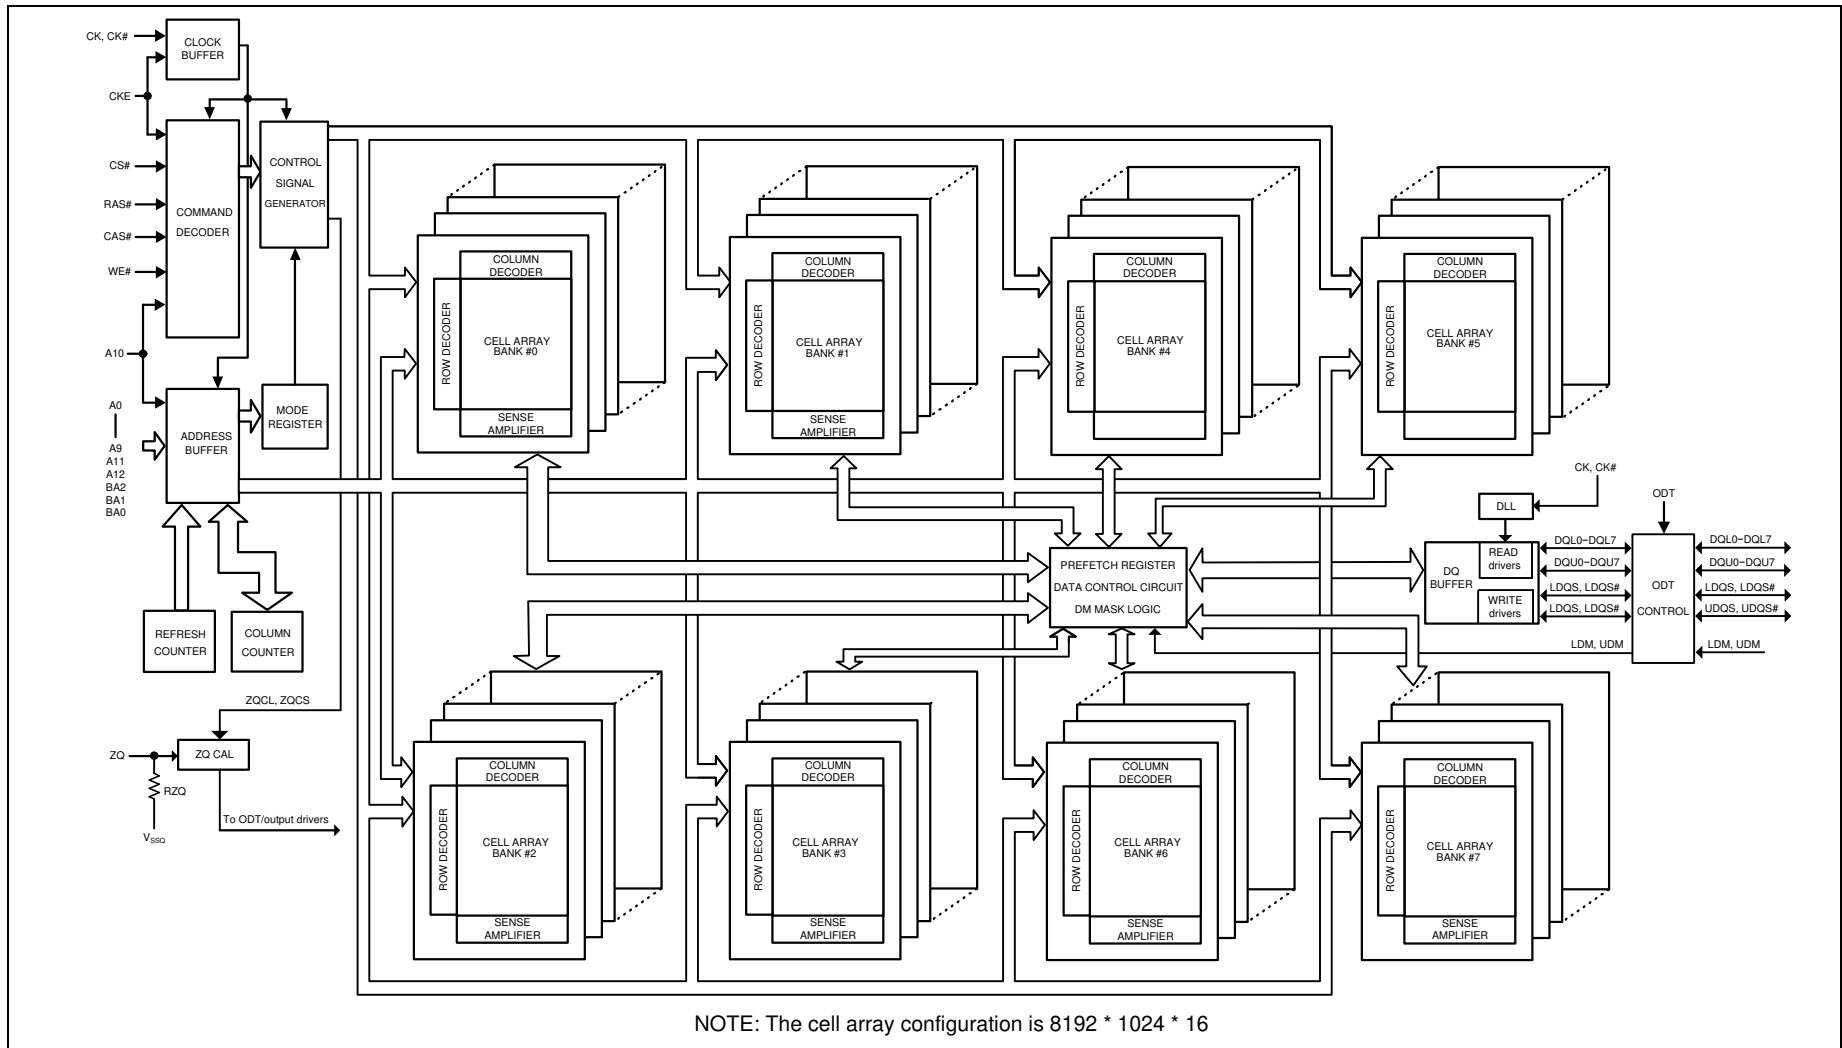 CK, CK#
CLOCK
BUFFER
CKE
CS#
RAS#
CAS#
WE#
COMMAND
DECODER
CONTROL
SIGNAL
GENERATOR
A10
A0
A9
A11
A12
BA2
BA1
BA0
ADDRESS
BUFFER
MODE
REGISTER
REFRESH
COUNTER
COLUMN
COUNTER
ZQCL, ZQCS
ZQ
ZQ CAL
RZQ
VSSQ
To ODT/output drivers
COLUMN
DECODER
ROW DECODER
CELL ARRAY
BANK #0
SENSE
AMPLIFIER
COLUMN
DECODER
ROW DECODER
CELL ARRAY
BANK #1
SENSE
AMPLIFIER
COLUMN
DECODER
ROW DECODER
CELL ARRAY
BANK #4
COLUMN
DECODER
ROW DECODER
CELL ARRAY
BANK #5
PREFETCH REGISTER
DATA CONTROL CIRCUIT
DM MASK LOGIC
CK, CK#
DLL
ODT
DQ
BUFFER
READ
drivers
WRITE
drivers
DQL0−DQL7
DQU0−DQU7
LDQS, LDQS#
LDQS, LDQS#
LDM, UDM
ODT
CONTROL
DQL0−DQL7
DQU0−DQU7
LDQS, LDQS#
UDQS, UDQS#
LDM, UDM
COLUMN
DECODER
ROW DECODER
CELL ARRAY
BANK #2
SENSE
AMPLIFIER
COLUMN
DECODER
ROW DECODER
CELL ARRAY
BANK #3
SENSE
AMPLIFIER
COLUMN
DECODER
ROW DECODER
CELL ARRAY
BANK #6
SENSE
AMPLIFIER
COLUMN
DECODER
ROW DECODER
CELL ARRAY
BANK #7
SENSE
AMPLIFIER
NOTE: The cell array configuration is 8192 * 1024 * 16